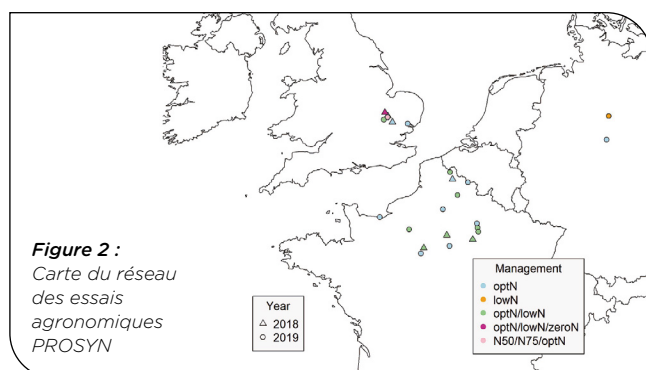 Figure 2 :
Carte du réseau
des essais
agronomiques
PROSYN
Year
2018
2019
Management
optN
lowN
optN/lowN
optN/lowN/zeroN
N50/N75/optN